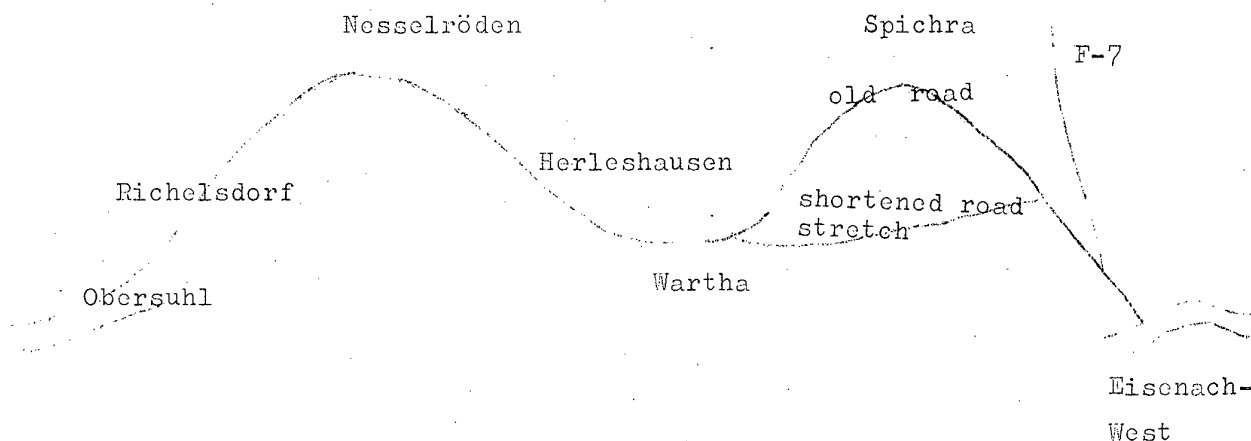 Nesselröden
Spichra
F-7
old road
Herleshausen
Richelsdorf
shortened road
stretch
Wartha
Obersuhl
Eisenach-
West